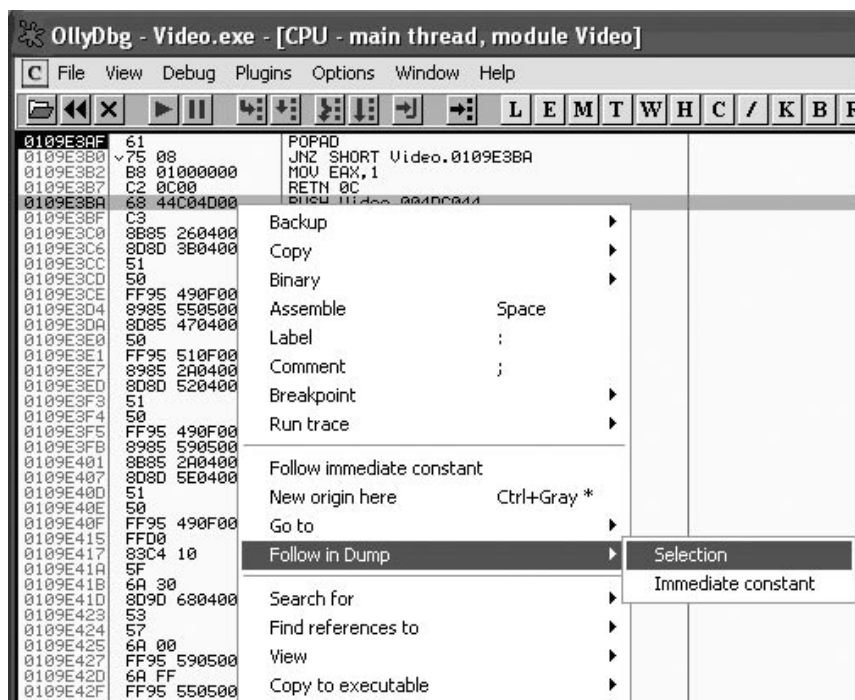 OllyDbg - Video.exe - [CPU - main thread, module Video]
C File View Debug Plugins Options Window Help
L E M T W H C / K B
0109E3AF 61 POPAD
0109E3B0 75 08 JNZ SHORT Video.0109E3BA
0109E3B2 B8 01000000 MOV EAX,1
0109E3B7 C2 0C00 RETN 0C
0109E3BA 68 44C04D00 PUSH Video.004DC044
0109E3BF C3
0109E3C0 8B85 260400
0109E3C6 8D8D 3B0400
0109E3CC 51
0109E3CD 50
0109E3CE FF95 490F00
0109E3D4 8985 550500
0109E3DA 8D85 470400
0109E3E0 50
0109E3E1 FF95 510F00
0109E3E7 8985 2A0400
0109E3ED 8D8D 520400
0109E3F3 51
0109E3F4 50
0109E3F5 FF95 490F00
0109E3FB 8985 590500
0109E401 8B85 2A0400
0109E407 8D8D 5E0400
0109E40D 51
0109E40E 50
0109E40F FF95 490F00
0109E415 FFD0
0109E417 83C4 10
0109E41A 5F
0109E41B 6A 30
0109E41D 8D9D 680400
0109E423 53
0109E424 57
0109E425 6A 00
0109E427 FF95 590500
0109E42D 6A FF
0109E42F FF95 550500
Backup
Copy
Binary
Assemble Space
Label :
Comment ;
Breakpoint
Run trace
Follow immediate constant
New origin here Ctrl+Gray *
Go to
Follow in Dump
Selection
Immediate constant
Search for
Find references to
View
Copy to executable